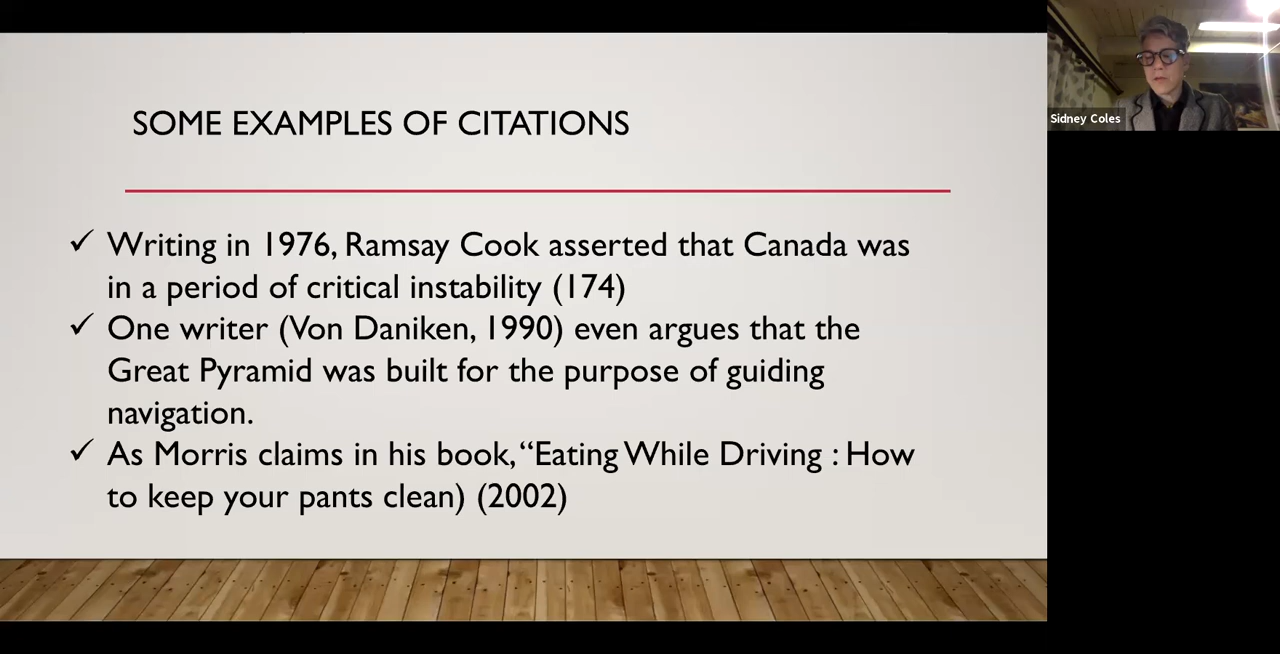 SOME EXAMPLES OF CITATIONS
✓ Writing in 1976, Ramsay Cook asserted that Canada was
in a period of critical instability (174)
✓ One writer (Von Daniken, 1990) even argues that the
Great Pyramid was built for the purpose of guiding
navigation.
✓ As Morris claims in his book, “Eating While Driving : How
to keep your pants clean) (2002)
Sidney Coles